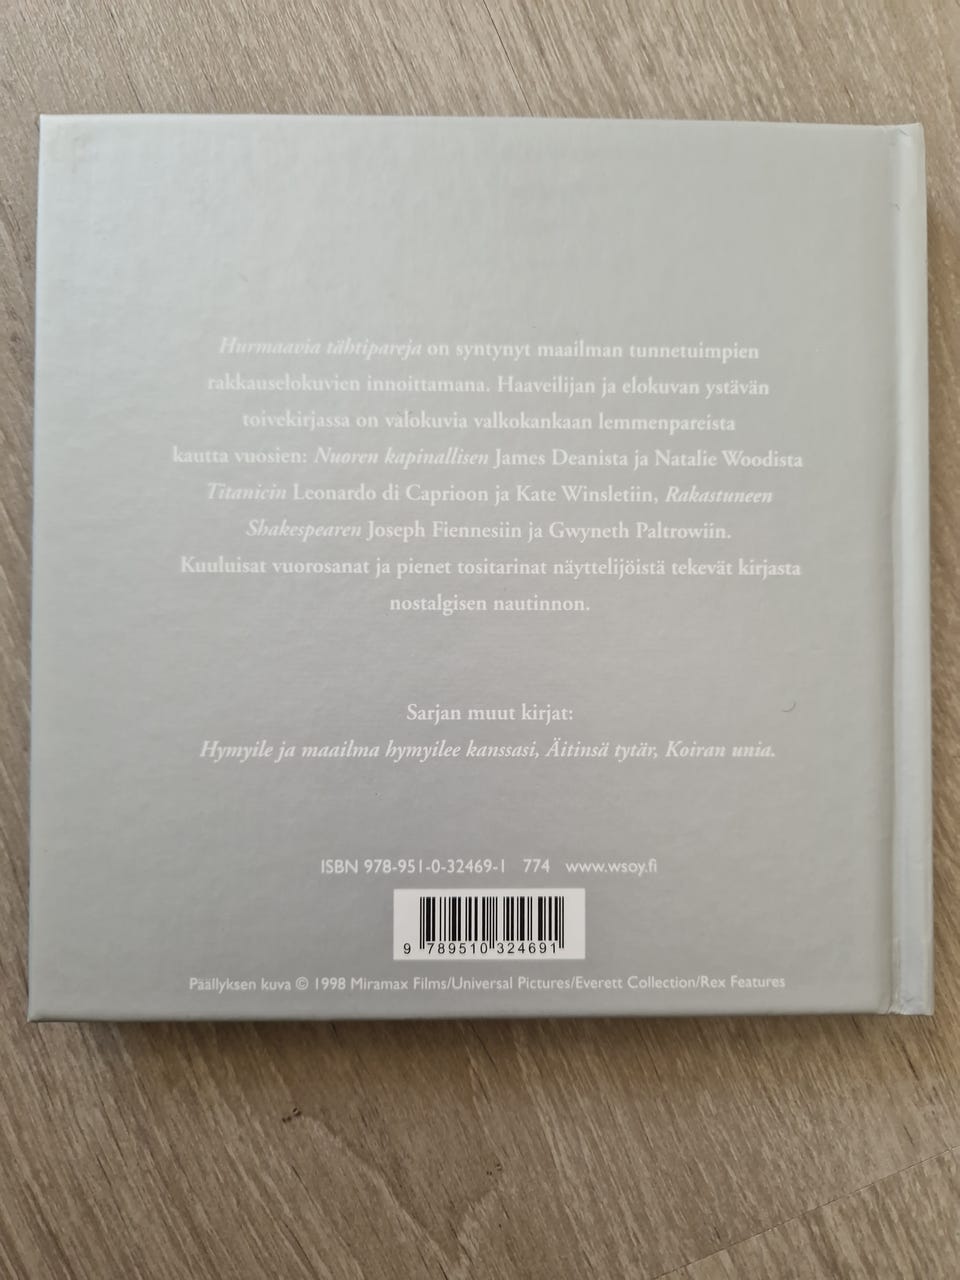 Hurmaavia tähtipareja on syntynyt maailman tunnetuimpien
rakkauselokuvien innoittamana. Haaveilijan ja elokuvan ystävän
toivekirjassa on valokuvia valkokankaan lemmenpareista
kautta vuosien: Nuoren kapinallisen James Deanista ja Natalie Woodista
Titanicin Leonardo di Caprioon ja Kate Winsletiin, Rakastuneen
Shakespearen Joseph Fiennesiin ja Gwyneth Paltrowiin.
Kuuluisat vuorosanat ja pienet tositarinat näyttelijöistä tekevät kirjasta
nostalgisen nautinnon.
Sarjan muut kirjat:
Hymyile ja maailma hymyilee kanssasi, Äitinsä tytär, Koiran unia.
ISBN 978-951-0-32469-1 774 www.wsoy.fi
9 789510 324691
Päällyksen kuva © 1998 Miramax Films/Universal Pictures/Everett Collection/Rex Features